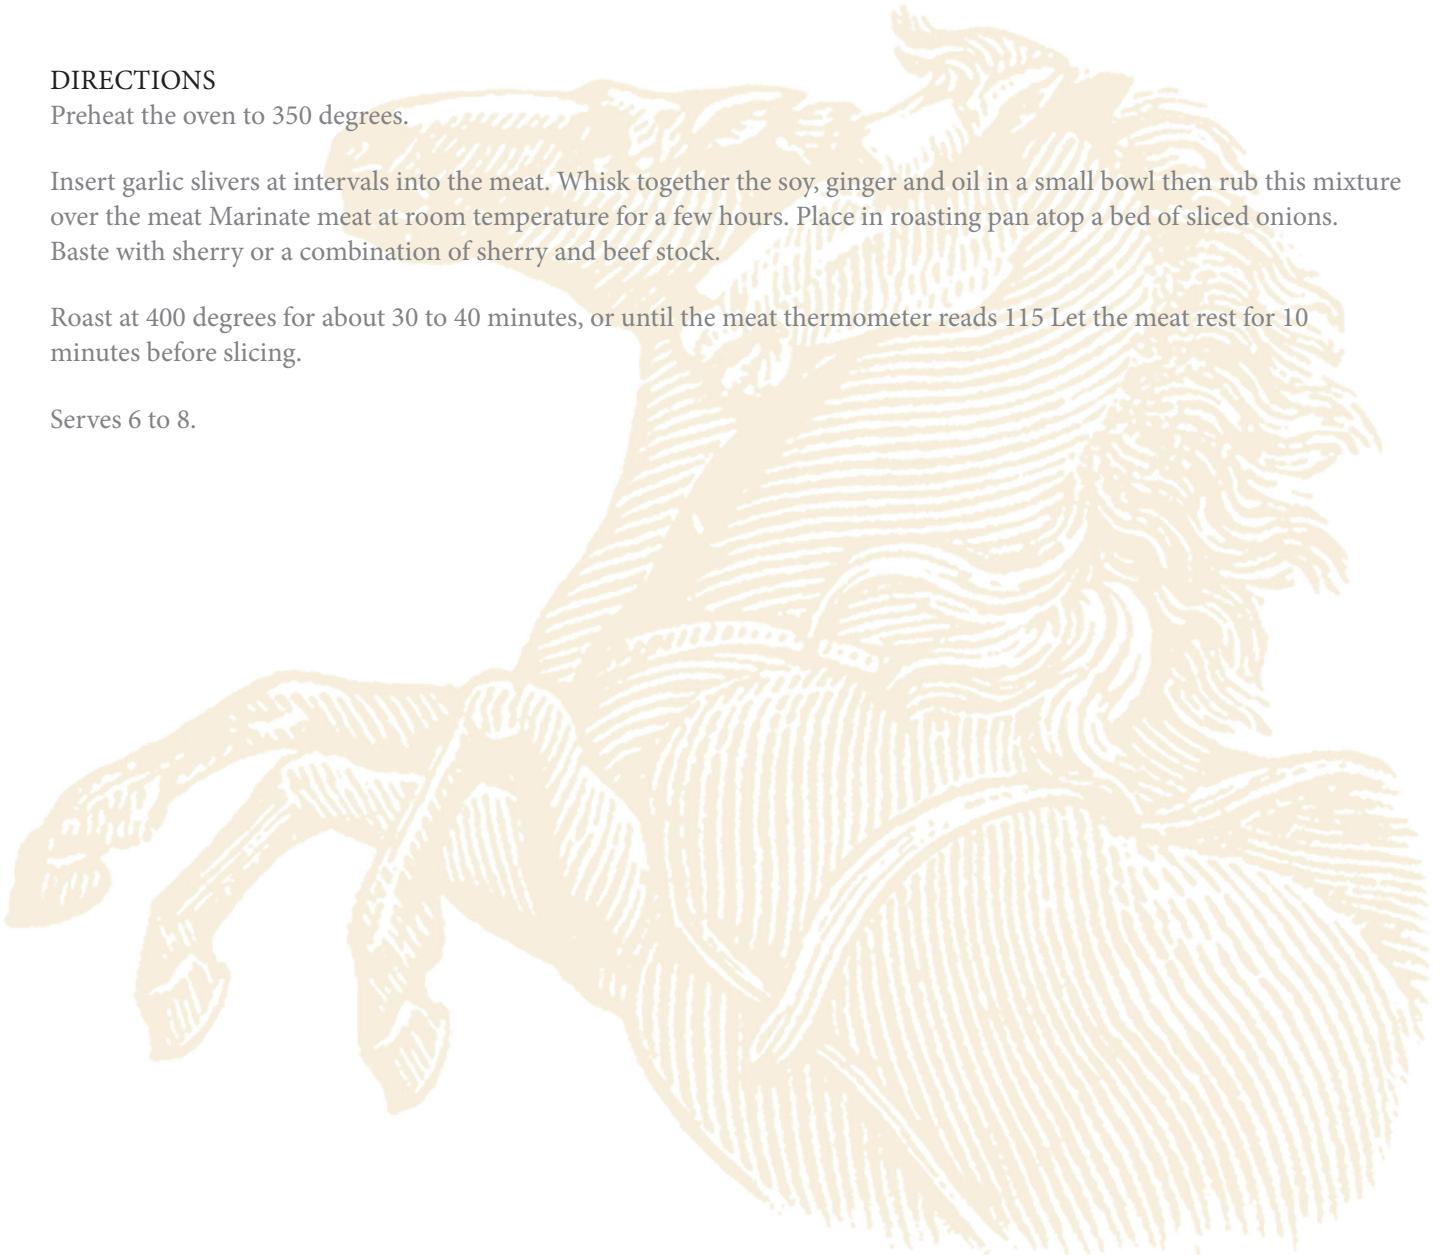 DIRECTIONS
Preheat the oven to 350 degrees.
Insert garlic slivers at intervals into the meat. Whisk together the soy, ginger and oil in a small bowl then rub this mixture
over the meat Marinate meat at room temperature for a few hours. Place in roasting pan atop a bed of sliced onions.
Baste with sherry or a combination of sherry and beef stock.
Roast at 400 degrees for about 30 to 40 minutes, or until the meat thermometer reads 115 Let the meat rest for 10
minutes before slicing.
Serves 6 to 8.